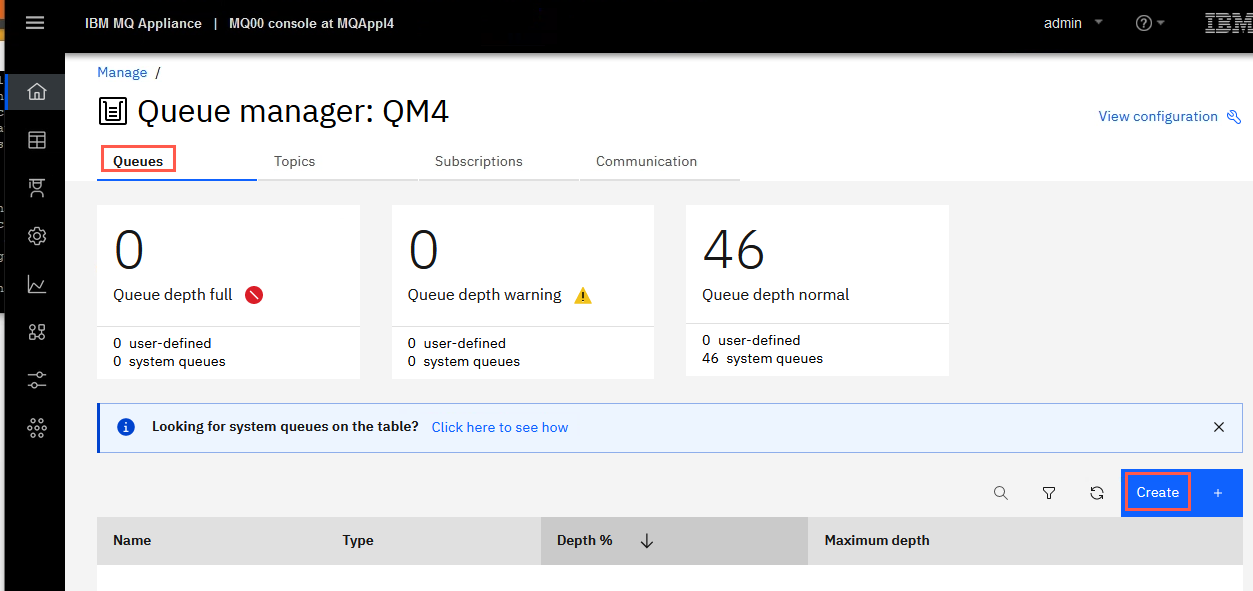 IBM MQ Appliance | MQ00 console at MQAppl4
admin
IBM
Manage /
Queue manager: QM4
View configuration
Queues
Topics
Subscriptions
Communication
0
Queue depth full
0 user-defined
0 system queues
0
Queue depth warning
0 user-defined
0 system queues
46
Queue depth normal
0 user-defined
46 system queues
Looking for system queues on the table? Click here to see how
Create +
Name
Type
Depth %
Maximum depth